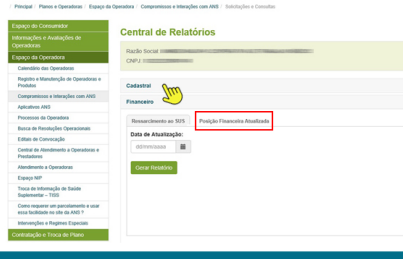 / Principal / Planos e Operadoras / Espaço da Operadora / Compromissos e Interações com ANS / Solicitações e Consultas
Espaço do Consumidor
Informações e Avaliações de
Operadoras
Espaço da Operadora
Calendário das Operadoras
Registro e Manutenção de Operadoras e
Produtos
Compromissos e Interações com ANS
Aplicativos ANS
Processos da Operadora
Busca de Resoluções Operacionais
Editais de Convocação
Central de Atendimento a Operadoras e
Prestadores
Atendimento a Operadoras
Espaço NIP
Troca de Informação de Saúde
Suplementar – TISS
Como requerer um parcelamento e usar
essa facilidade no site da ANS ?
Intervenções e Regimes Especiais
Contratação e Troca de Plano
Central de Relatórios
Razão Social
CNPJ
Cadastral
Financeiro
Ressarcimento ao SUS
Posição Financeira Atualizada
Data de Atualização:
dd/mm/aaaa
Gerar Relatório